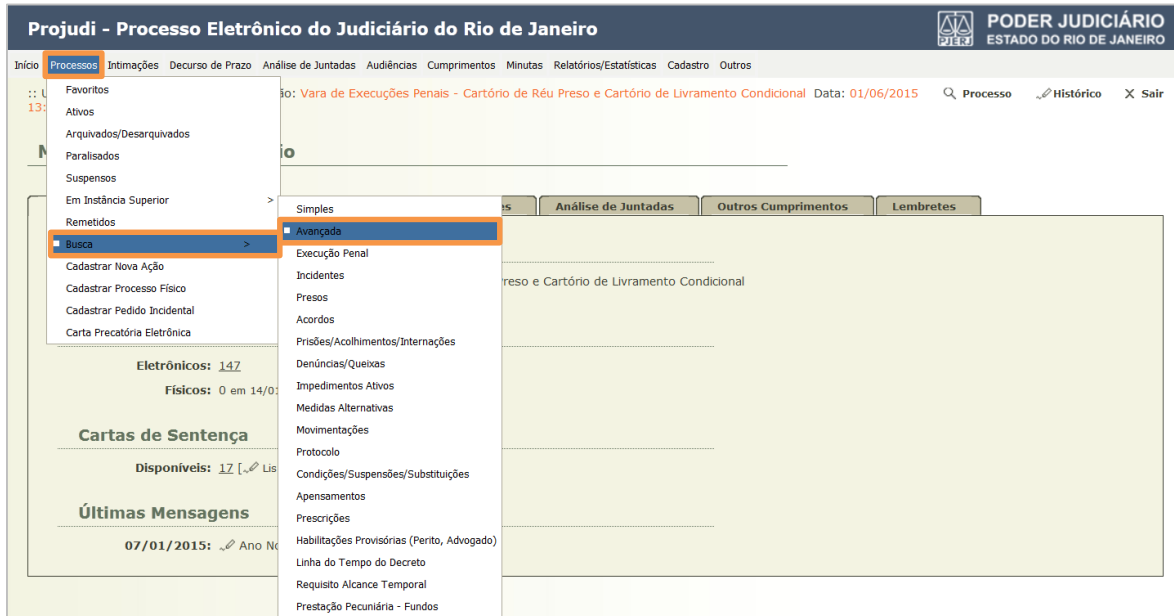 Projudi - Processo Eletrônico do Judiciário do Rio de Janeiro
PJERJ
PODER JUDICIÁRIO
ESTADO DO RIO DE JANEIRO
Início Processos Intimações Decurso de Prazo Análise de Juntadas Audiências Cumprimentos Minutas Relatórios/Estatísticas Cadastro Outros
Vara de Execuções Penais - Cartório de Réu Preso e Cartório de Livramento Condicional Data: 01/06/2015
13:
Processo
Histórico
X Sair
Favoritos
Ativos
Arquivados/Desarquivados
Paralisados
Suspensos
Em Instância Superior >
Remetidos
Busca >
Cadastrar Nova Ação
Cadastrar Processo Físico
Cadastrar Pedido Incidental
Carta Precatória Eletrônica
Simples
Avançada
Execução Penal
Incidentes
Presos
Acordos
Prisões/Acolhimentos/Internações
Denúncias/Queixas
Impedimentos Ativos
Medidas Alternativas
Movimentações
Protocolo
Condições/Suspensões/Substituições
Apensamentos
Prescrições
Habilitações Provisórias (Perito, Advogado)
Linha do Tempo do Decreto
Requisito Alcance Temporal
Prestação Pecuniária - Fundos
Análise de Juntadas
Outros Cumprimentos
Lembretes
e Cartório de Livramento Condicional
Eletrônicos: 147
Físicos: 0 em 14/0
Cartas de Sentença
Disponíveis: 17 [ Lis
Últimas Mensagens
07/01/2015: Ano No